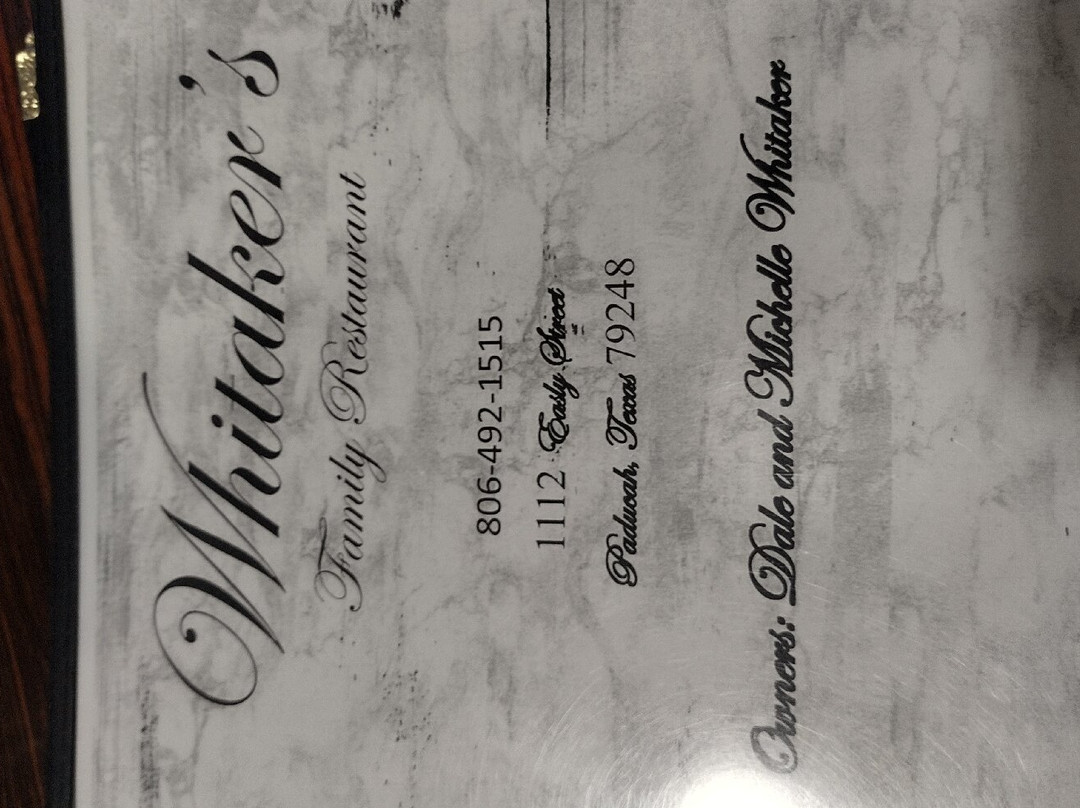 Whitaker's
Family Restaurant
806-492-1515
1112 Easly Street
Paducah, Texas 79248
Owners: Dale and Michelle Whitaker